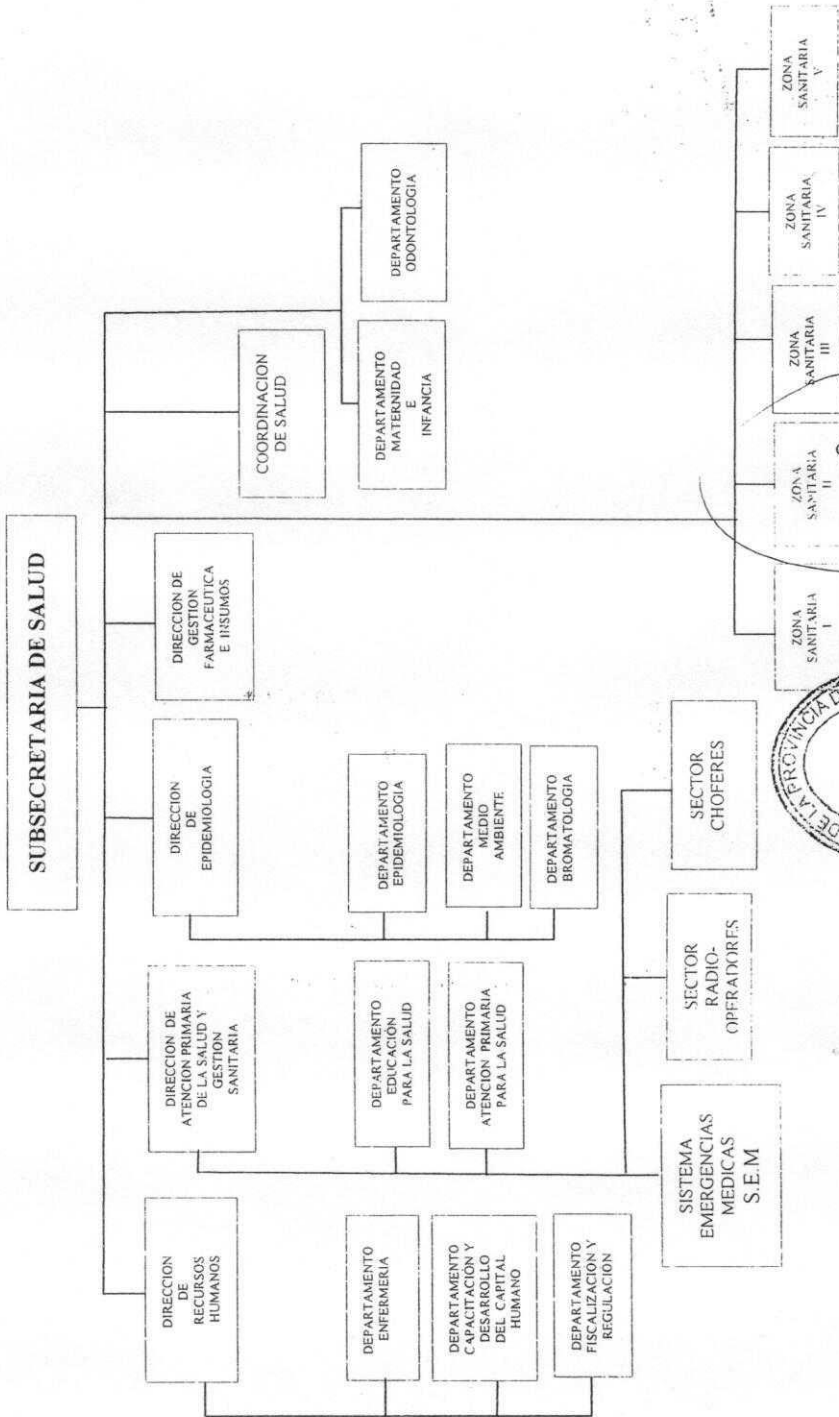 SUBSECRETARIA DE SALUD
DIRECCION
DE
RECURSOS
HUMANOS
DIRECCION DE
ATENCION PRIMARIA
DE LA SALUD Y
GESTION
SANITARIA
DIRECCION
DE
EPIDEMIOLOGIA
DIRECCION DE
GESTION
FARMACEUTICA
E INSUMOS
COORDINACION
DE SALUD
DEPARTAMENTO
ENFERMERIA
DEPARTAMENTO
CAPACITACIÓN Y
DESARROLLO
DEL CAPITAL
HUMANO
DEPARTAMENTO
FISCALIZACION Y
REGULACION
DEPARTAMENTO
EDUCACIÓN
PARA LA SALUD
DEPARTAMENTO
ATENCION PRIMARIA
PARA LA SALUD
DEPARTAMENTO
EPIDEMIOLOGIA
DEPARTAMENTO
MEDIO
AMBIENTE
DEPARTAMENTO
BROMATOLOGIA
DEPARTAMENTO
MATERNIDAD
E
INFANCIA
DEPARTAMENTO
ODONTOLOGIA
SISTEMA
EMERGENCIAS
MEDICAS
S.E.M
SECTOR
RADIO-
OPERADORES
SECTOR
CHOFERES
ZONA
SANITARIA
I
ZONA
SANITARIA
II
ZONA
SANITARIA
III
ZONA
SANITARIA
IV
ZONA
SANITARIA
V
DE LA PROVINCIA D